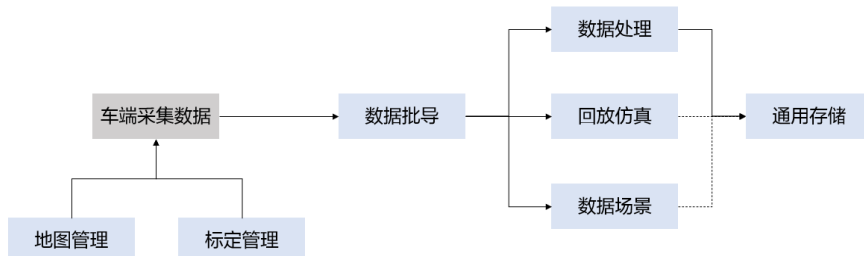 数据处理
车端采集数据
数据批导
回放仿真
通用存储
数据场景
地图管理
标定管理